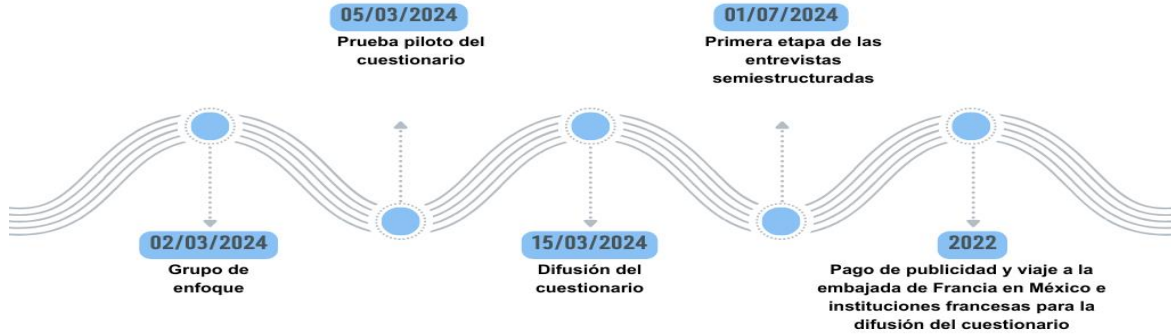 05/03/2024
Prueba piloto del
cuestionario
01/07/2024
Primera etapa de las
entrevistas
semiestructuradas
02/03/2024
Grupo de
enfoque
15/03/2024
Difusión del
cuestionario
2022
Pago de publicidad y viaje a la
embajada de Francia en México e
instituciones francesas para la
difusión del cuestionario